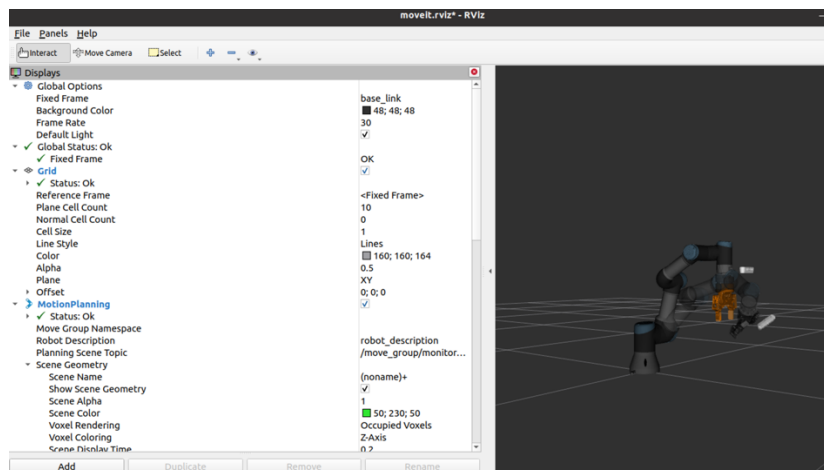 moveit.rviz* - RViz
File Panels Help
Interact Move Camera Select
Displays
Global Options
Fixed Frame base_link
Background Color 48; 48; 48
Frame Rate 30
Default Light
Global Status: Ok
Fixed Frame OK
Grid
Status: Ok
Reference Frame <Fixed Frame>
Plane Cell Count 10
Normal Cell Count 0
Cell Size 1
Line Style Lines
Color 160; 160; 164
Alpha 0.5
Plane XY
Offset 0; 0; 0
MotionPlanning
Status: Ok
Move Group Namespace
Robot Description robot_description
Planning Scene Topic /move_group/monitor...
Scene Geometry
Scene Name (noname)+
Show Scene Geometry
Scene Alpha 1
Scene Color 50; 230; 50
Voxel Rendering Occupied Voxels
Voxel Coloring Z-Axis
Scene Display Time 0.2
Add Duplicate Remove Rename